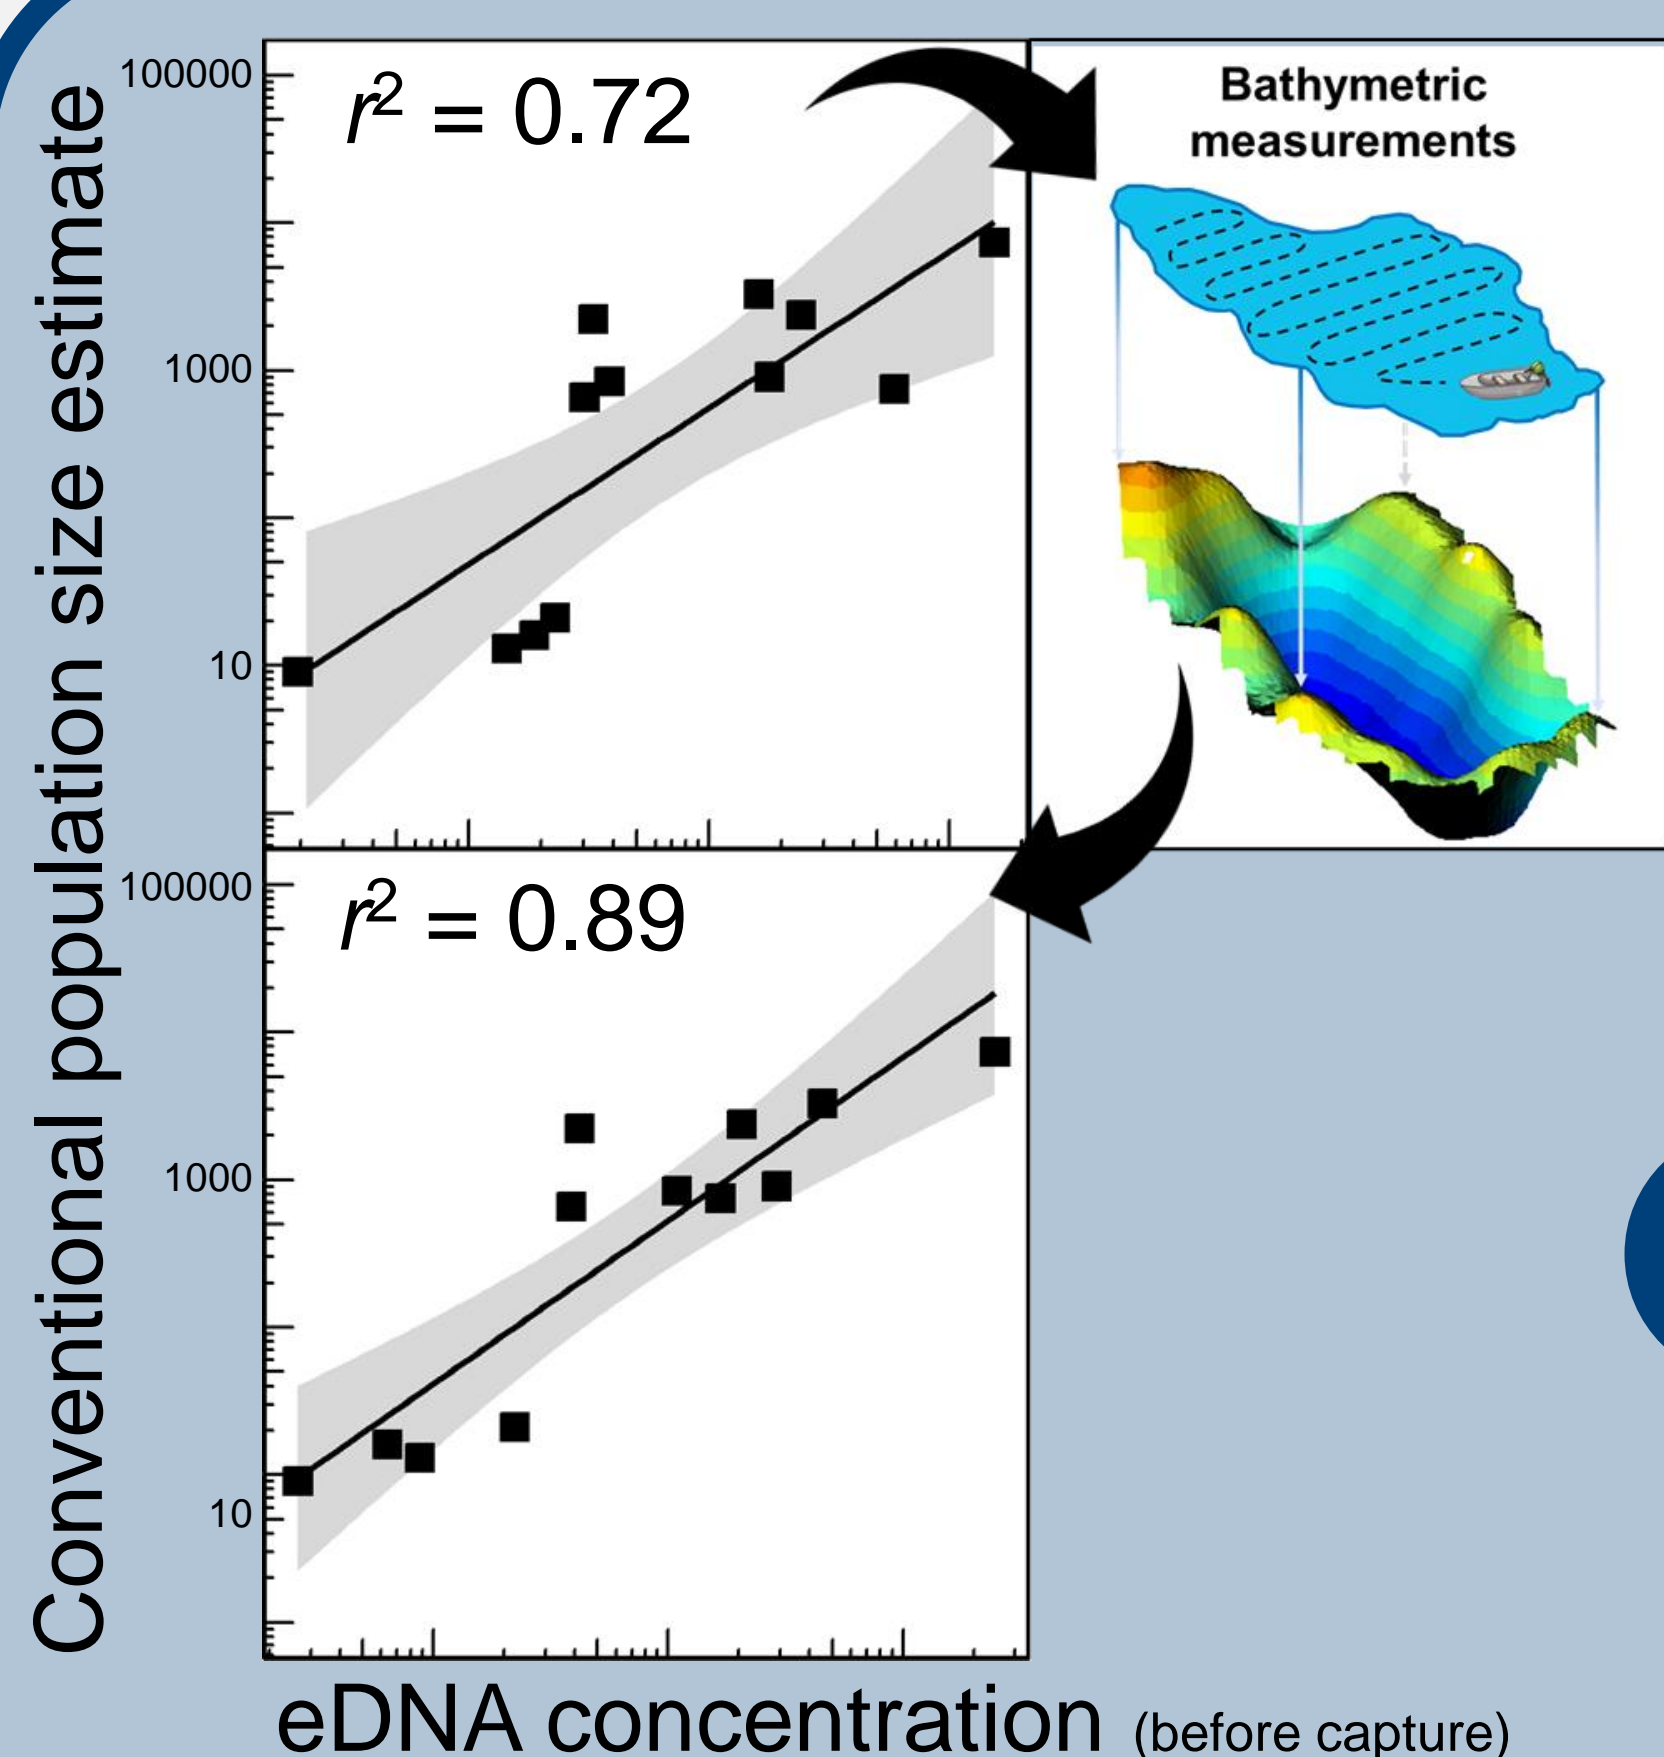 Conventional population size estimate
100000
1000
10
r² = 0.72
Bathymetric
measurements
100000
1000
10
r² = 0.89
eDNA concentration (before capture)